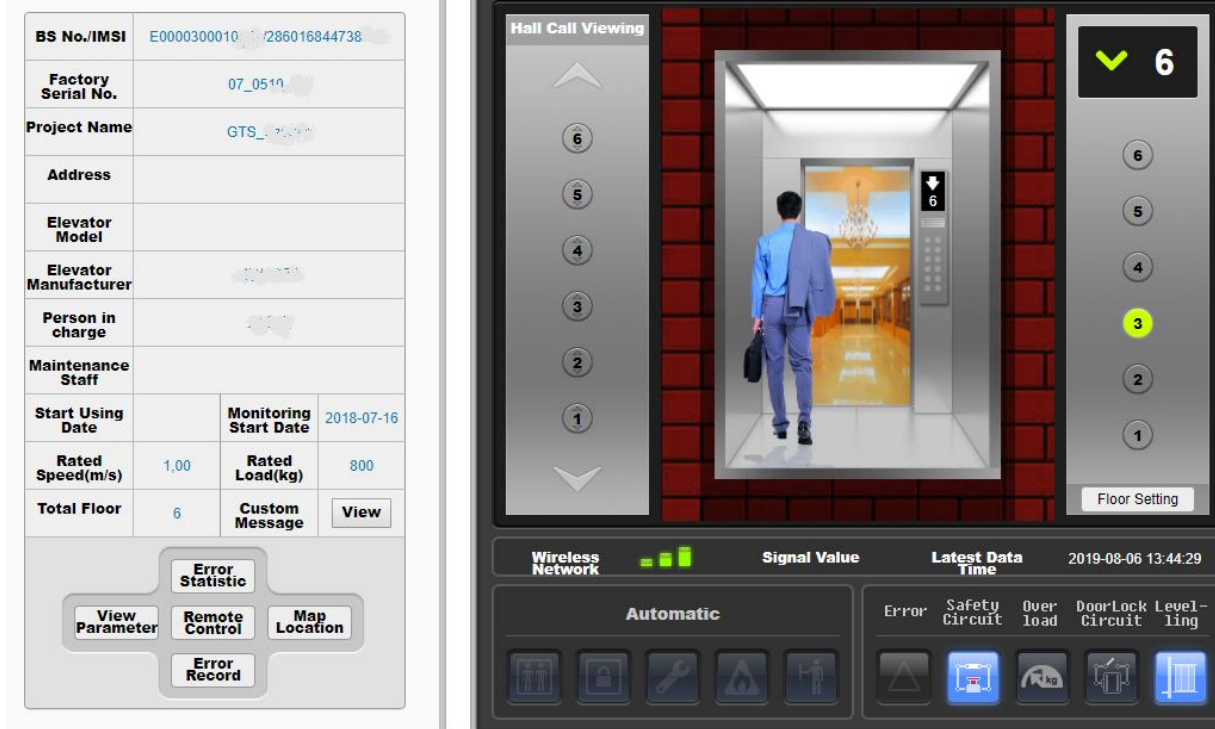 BS No./IMSI E0000300010 /286016844738
Factory
Serial No. 07_0510
Project Name GTS_
Address
Elevator
Model
Elevator
Manufacturer
Person in
charge
Maintenance
Staff
Start Using
Date
Monitoring
Start Date 2018-07-16
Rated
Speed(m/s) 1,00
Rated
Load(kg) 800
Total Floor 6
Custom
Message View
Error
Statistic
View
Parameter
Remote
Control
Map
Location
Error
Record
Hall Call Viewing
6
5
4
3
2
1
6
6
6
5
4
3
2
1
Floor Setting
Wireless
Network
Signal Value
Latest Data
Time
2019-08-06 13:44:29
Automatic
Error
Safety
Circuit
Over
load
DoorLock
Circuit
Level-
ling
kg